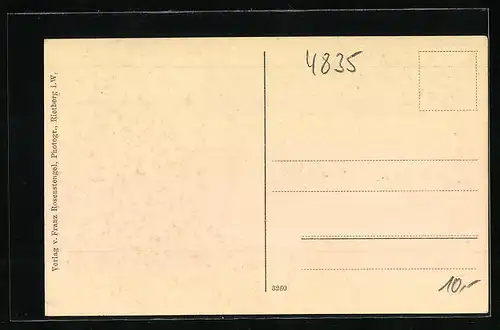 4835
Verlag v. Franz Rosenstengel, Photogr., Rietberg i.W.
3260
10,-